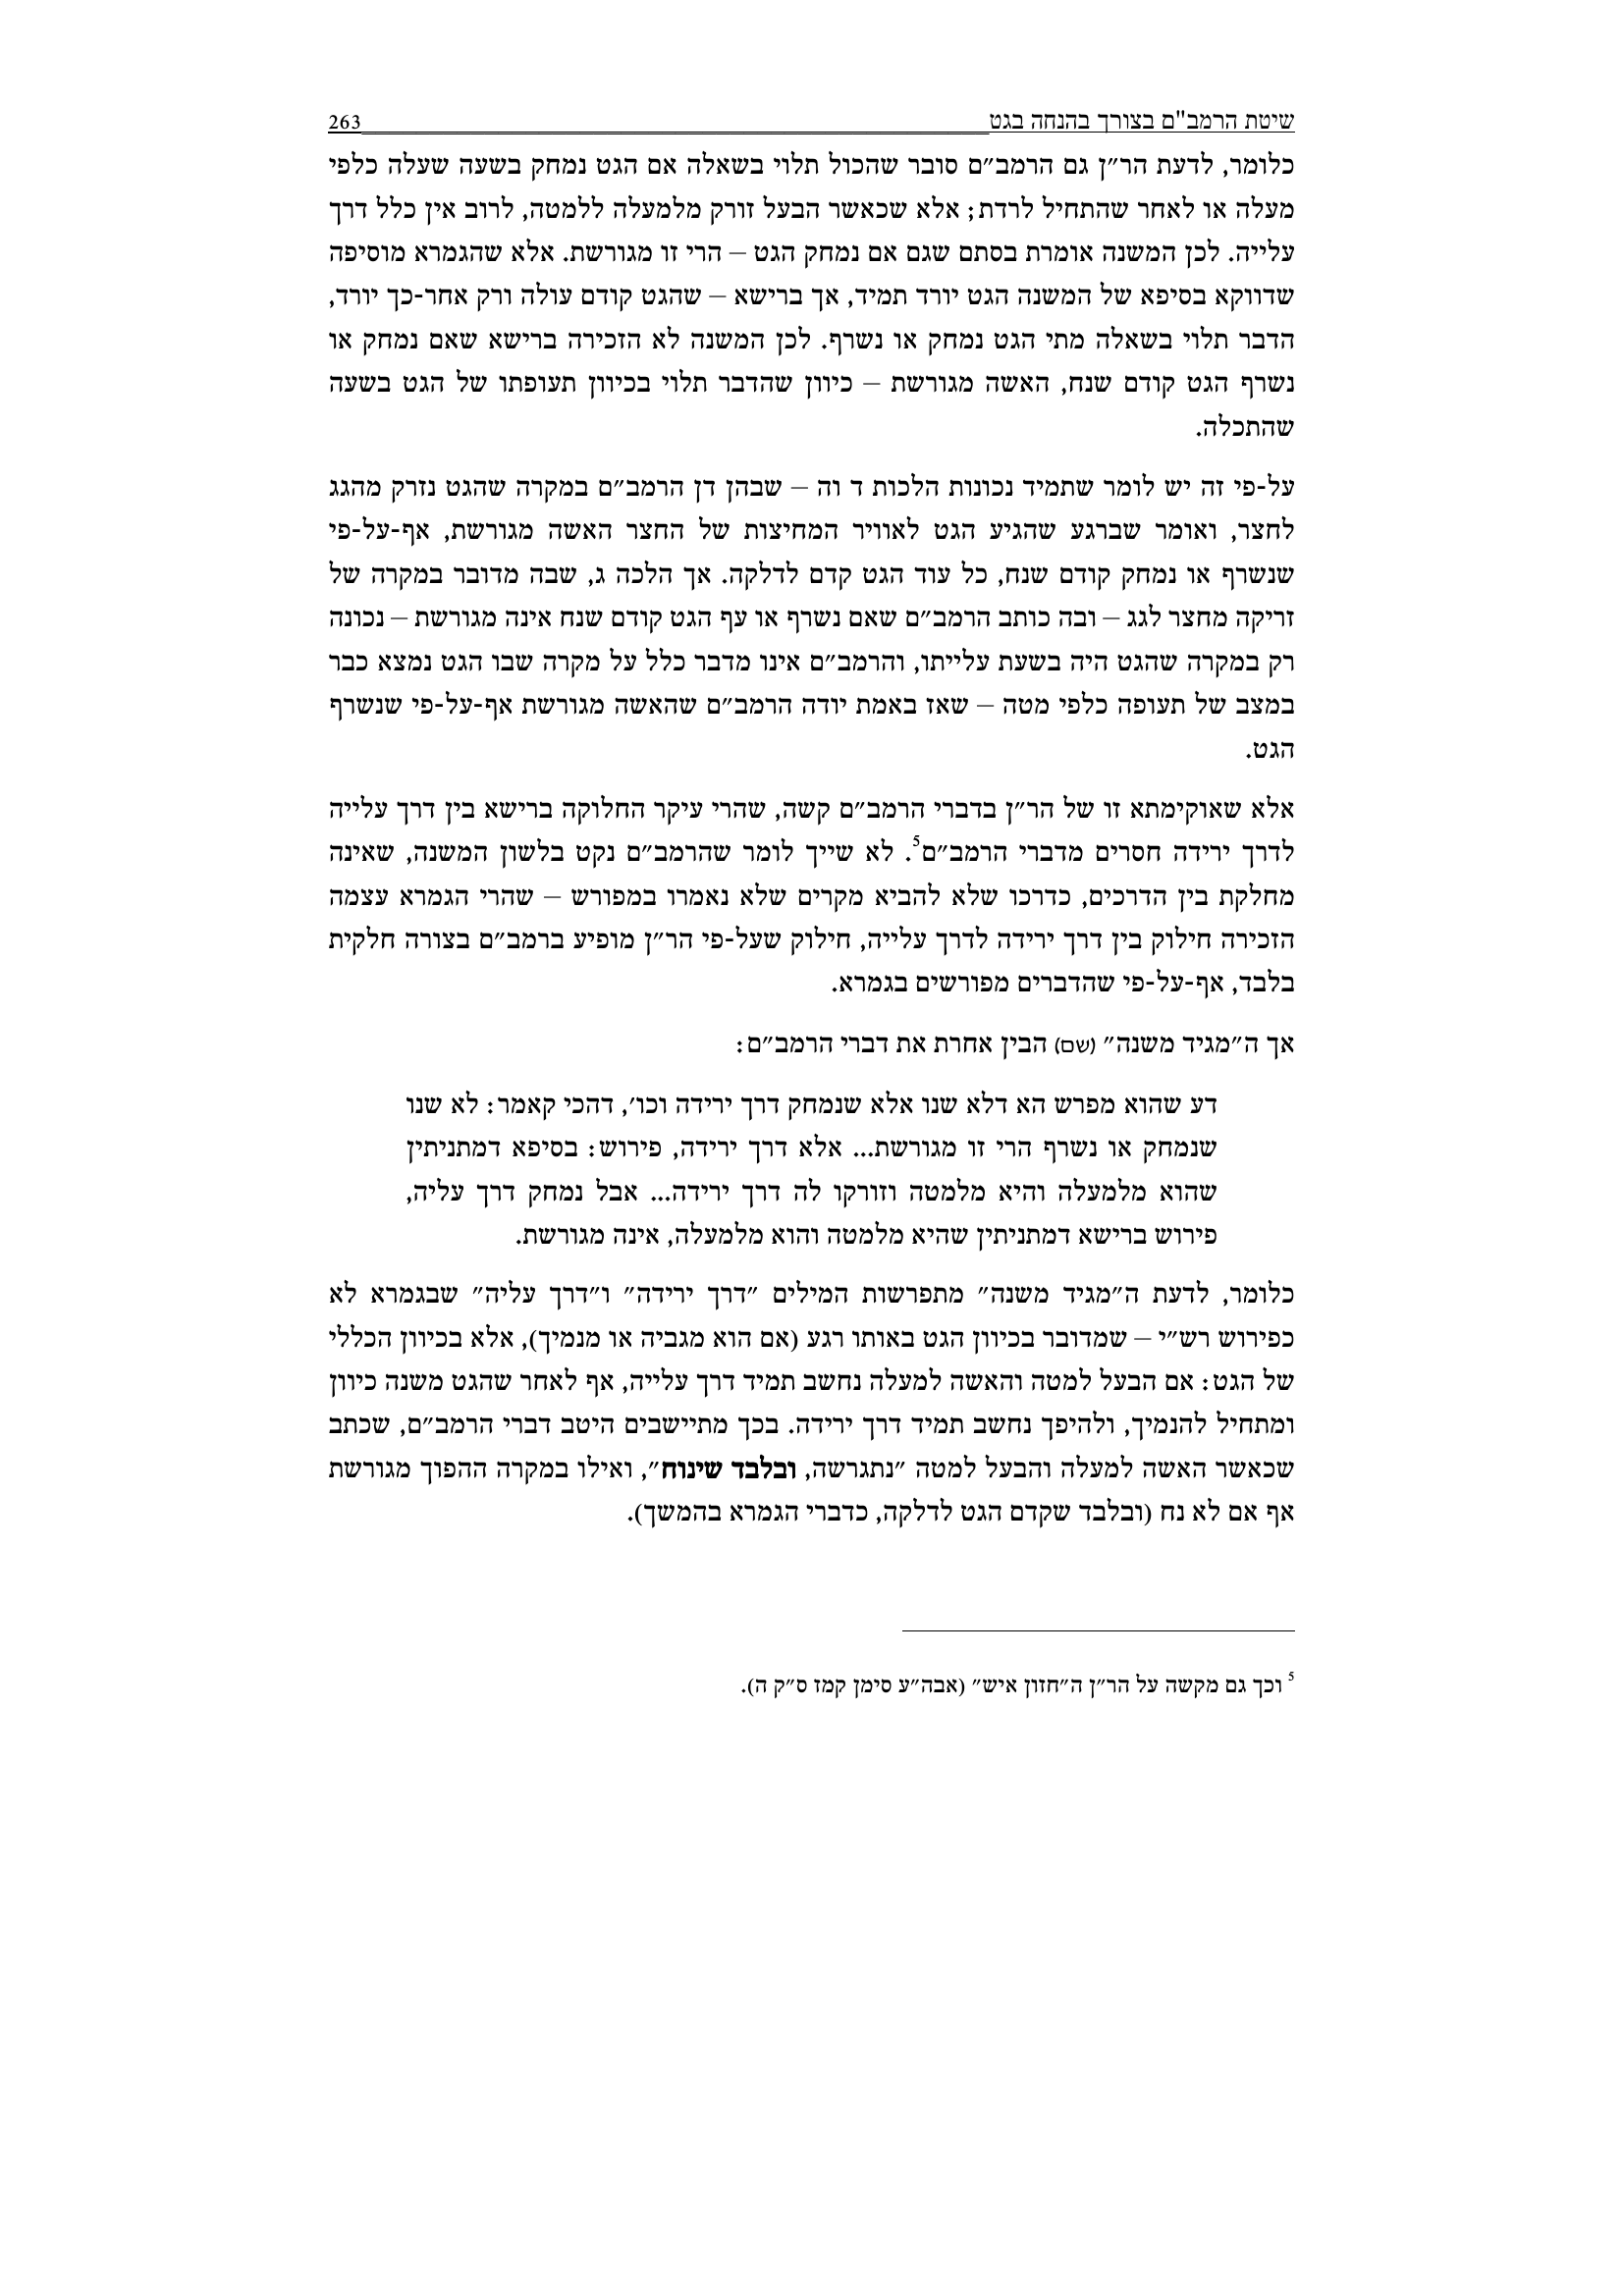 שיטת הרמב"ם בצורך בהנחה בגט 263
כלומר, לדעת הר״ן גם הרמב״ם סובר שהכול תלוי בשאלה אם הגט נמחק בשעה שעלה כלפי
מעלה או לאחר שהתחיל לרדת; אלא שכאשר הבעל זורק מלמעלה ללמטה, לרוב אין כלל דרך
עלייה. לכן המשנה אומרת בסתם שגם אם נמחק הגט – הרי זו מגורשת. אלא שהגמרא מוסיפה
שדווקא בסיפא של המשנה הגט יורד תמיד, אך ברישא – שהגט קודם עולה ורק אחר-כך יורד,
הדבר תלוי בשאלה מתי הגט נמחק או נשרף. לכן המשנה לא הזכירה ברישא שאם נמחק או
נשרף הגט קודם שנח, האשה מגורשת – כיוון שהדבר תלוי בכיוון תעופתו של הגט בשעה
שהתכלה.
על-פי זה יש לומר שתמיד נכונות הלכות ד וה – שבהן דן הרמב״ם במקרה שהגט נזרק מהגג
לחצר, ואומר שברגע שהגיע הגט לאוויר המחיצות של החצר האשה מגורשת, אף-על-פי
שנשרף או נמחק קודם שנח, כל עוד הגט קדם לדלקה. אך הלכה ג, שבה מדובר במקרה של
זריקה מחצר לגג – ובה כותב הרמב״ם שאם נשרף או עף הגט קודם שנח אינה מגורשת – נכונה
רק במקרה שהגט היה בשעת עלייתו, והרמב״ם אינו מדבר כלל על מקרה שבו הגט נמצא כבר
במצב של תעופה כלפי מטה – שאז באמת יודה הרמב״ם שהאשה מגורשת אף-על-פי שנשרף
הגט.
אלא שאוקימתא זו של הר״ן בדברי הרמב״ם קשה, שהרי עיקר החלוקה ברישא בין דרך עלייה
לדרך ירידה חסרים מדברי הרמב״ם5. לא שייך לומר שהרמב״ם נקט בלשון המשנה, שאינה
מחלקת בין הדרכים, כדרכו שלא להביא מקרים שלא נאמרו במפורש – שהרי הגמרא עצמה
הזכירה חילוק בין דרך ירידה לדרך עלייה, חילוק שעל-פי הר״ן מופיע ברמב״ם בצורה חלקית
בלבד, אף-על-פי שהדברים מפורשים בגמרא.
אך ה״מגיד משנה״ (שם) הבין אחרת את דברי הרמב״ם:
דע שהוא מפרש הא דלא שנו אלא שנמחק דרך ירידה וכו׳, דהכי קאמר: לא שנו
שנמחק או נשרף הרי זו מגורשת... אלא דרך ירידה, פירוש: בסיפא דמתניתין
שהוא מלמעלה והיא מלמטה וזורקו לה דרך ירידה... אבל נמחק דרך עליה,
פירוש ברישא דמתניתין שהיא מלמטה והוא מלמעלה, אינה מגורשת.
כלומר, לדעת ה״מגיד משנה״ מתפרשות המילים ״דרך ירידה״ ו״דרך עליה״ שבגמרא לא
כפירוש רש״י – שמדובר בכיוון הגט באותו רגע (אם הוא מגביה או מנמיך), אלא בכיוון הכללי
של הגט: אם הבעל למטה והאשה למעלה נחשב תמיד דרך עלייה, אף לאחר שהגט משנה כיוון
ומתחיל להנמיך, ולהיפך נחשב תמיד דרך ירידה. בכך מתיישבים היטב דברי הרמב״ם, שכתב
שכאשר האשה למעלה והבעל למטה ״נתגרשה, ובלבד שינוח״, ואילו במקרה ההפוך מגורשת
אף אם לא נח (ובלבד שקדם הגט לדלקה, כדברי הגמרא בהמשך).
5 וכך גם מקשה על הר״ן ה״חזון איש״ (אבה״ע סימן קמז ס״ק ה).